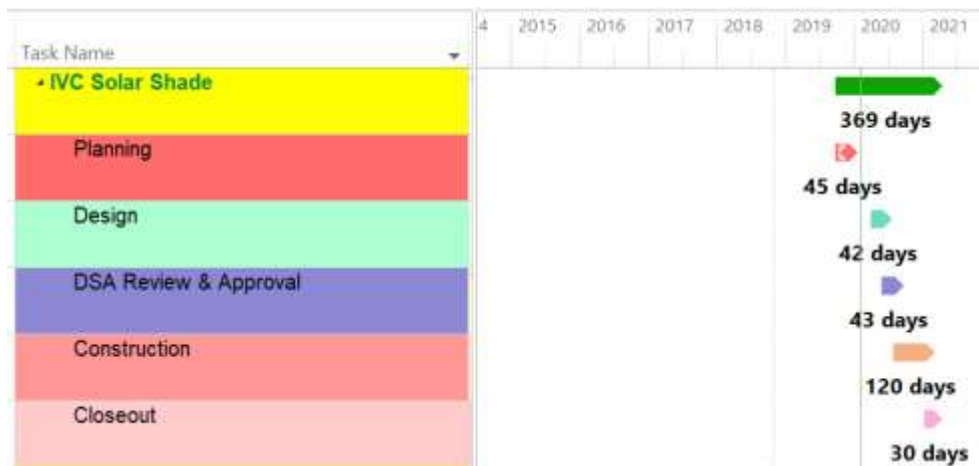 4 2015 2016 2017 2018 2019 2020 2021
Task Name
IVC Solar Shade
369 days
Planning
45 days
Design
42 days
DSA Review & Approval
43 days
Construction
120 days
Closeout
30 days